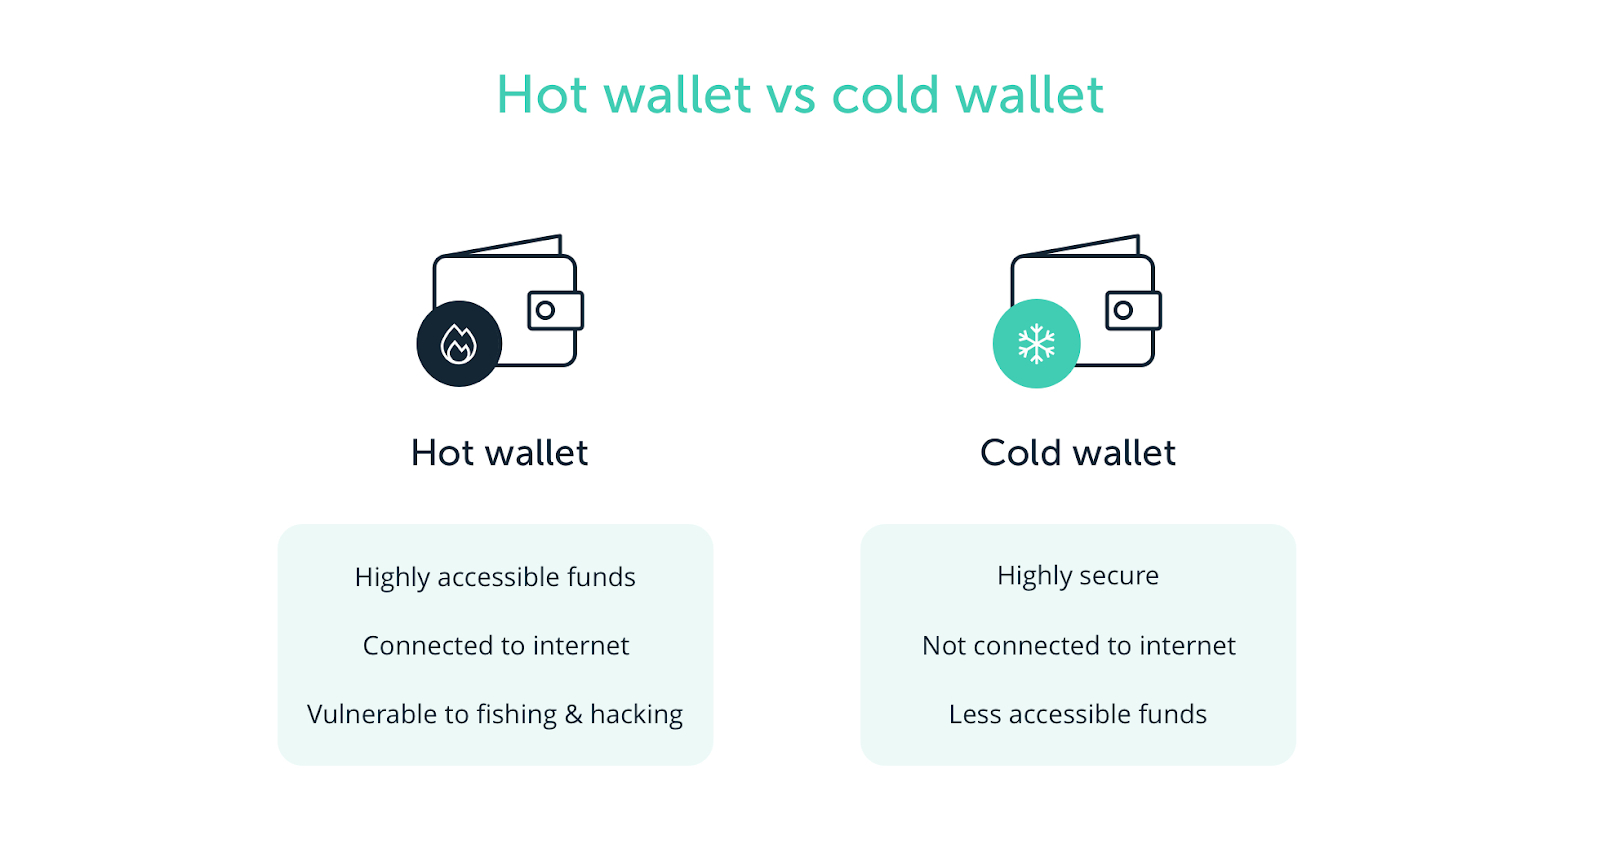 Hot wallet vs cold wallet
Hot wallet
Highly accessible funds
Connected to internet
Vulnerable to fishing & hacking
Cold wallet
Highly secure
Not connected to internet
Less accessible funds